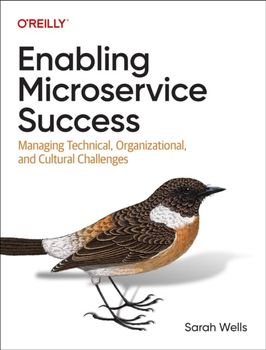 O'REILLY®
Enabling
Microservice
Success
Managing Technical, Organizational,
and Cultural Challenges
Sarah Wells